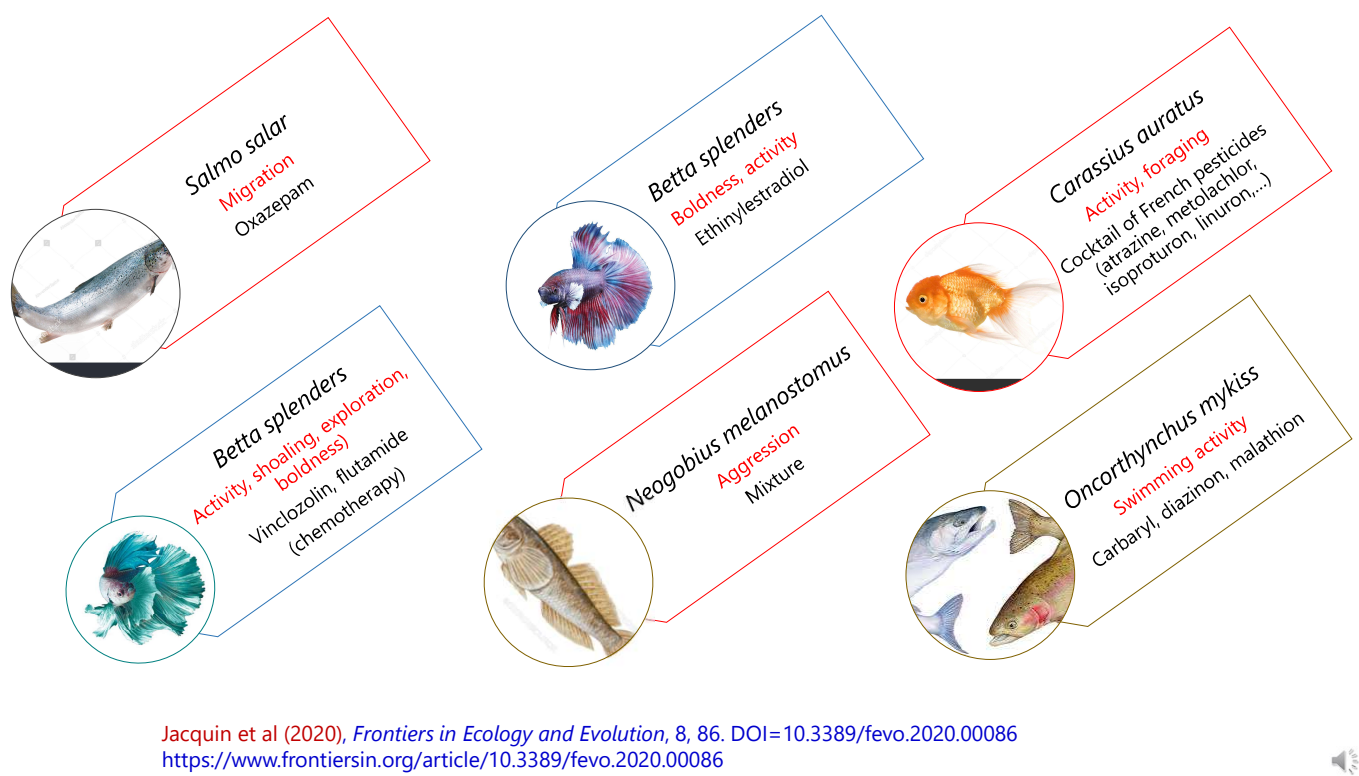 Salmo salar
Migration
Oxazepam
Betta splenders
Boldness, activity
Ethinylestradiol
Carassius auratus
Activity, foraging
Cocktail of French pesticides
(atrazine, metolachlor,
isoproturon, linuron,...)
Betta splenders
Activity, shoaling, exploration,
boldness)
Vinclozolin, flutamide
(chemotherapy)
Neogobius melanostomus
Aggression
Mixture
Oncorthynchus mykiss
Swimming activity
Carbaryl, diazinon, malathion
Jacquin et al (2020), Frontiers in Ecology and Evolution, 8, 86. DOI=10.3389/fevo.2020.00086
https://www.frontiersin.org/article/10.3389/fevo.2020.00086